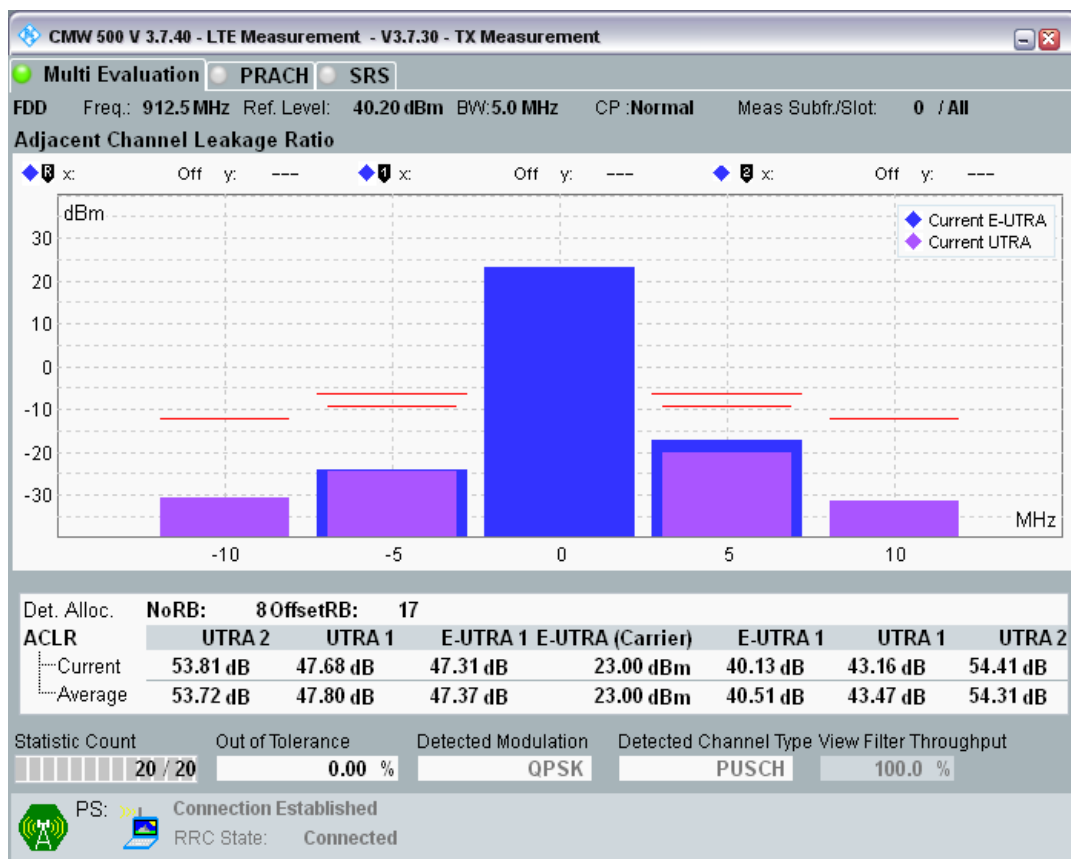 CMW 500 V 3.7.40 - LTE Measurement - V3.7.30 - TX Measurement
Multi Evaluation PRACH SRS
FDD Freq.: 912.5 MHz Ref. Level: 40.20 dBm BW:5.0 MHz CP :Normal Meas Subfr./Slot: 0 / All
Adjacent Channel Leakage Ratio
R x: Off y: --- 1 x: Off y: --- 2 x: Off y: ---
dBm
Current E-UTRA
Current UTRA
30
20
10
0
-10
-20
-30
MHz
-10 -5 0 5 10
Det. Alloc. NoRB: 8 OffsetRB: 17
ACLR UTRA 2 UTRA 1 E-UTRA 1 E-UTRA (Carrier) E-UTRA 1 UTRA 1 UTRA 2
Current 53.81 dB 47.68 dB 47.31 dB 23.00 dBm 40.13 dB 43.16 dB 54.41 dB
Average 53.72 dB 47.80 dB 47.37 dB 23.00 dBm 40.51 dB 43.47 dB 54.31 dB
Statistic Count Out of Tolerance Detected Modulation Detected Channel Type View Filter Throughput
20 / 20 0.00 % QPSK PUSCH 100.0 %
PS: Connection Established
RRC State: Connected